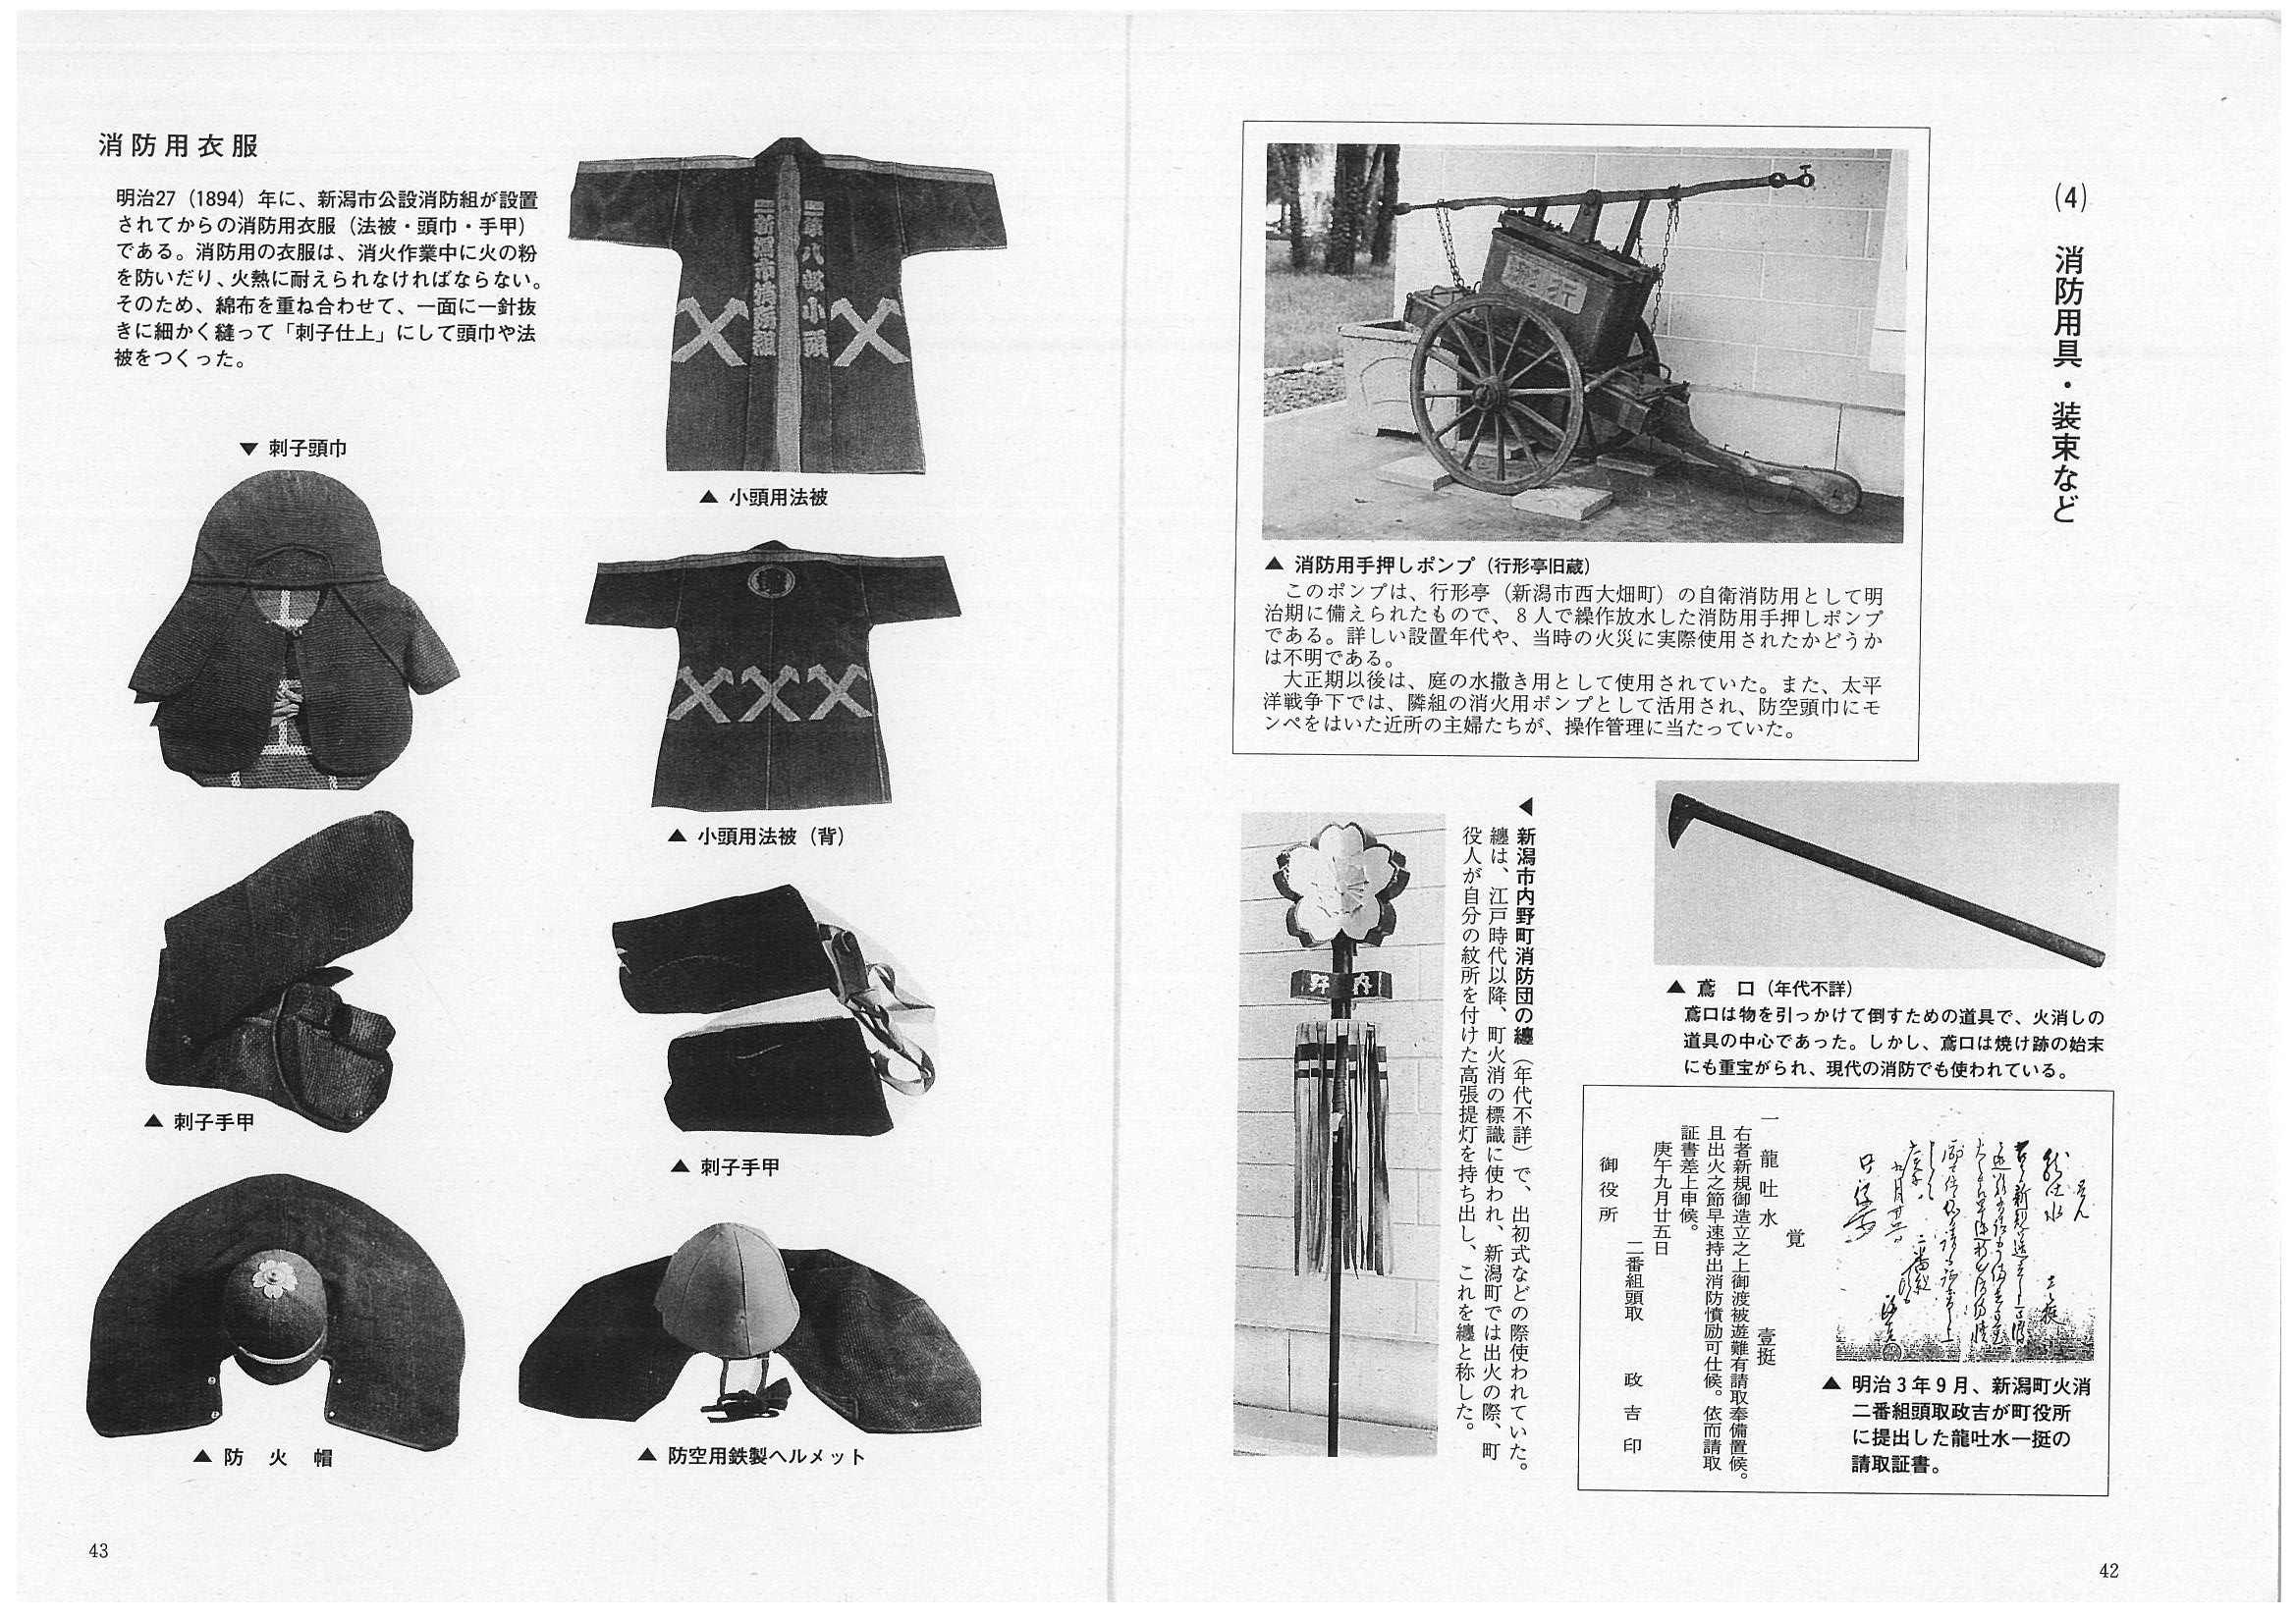 (4) 消防用具・装束など
▲ 消防用手押しポンプ（行形亭旧蔵）
このポンプは、行形亭（新潟市西大畑町）の自衛消防用として明
治期に備えられたもので、８人で繰作放水した消防用手押しポンプ
である。詳しい設置年代や、当時の火災に実際使用されたかどうか
は不明である。
大正期以後は、庭の水撒き用として使用されていた。また、太平
洋戦争下では、隣組の消火用ポンプとして活用され、防空頭巾にモ
ンペをはいた近所の主婦たちが、操作管理に当たっていた。
▲ 鳶　口（年代不詳）
鳶口は物を引っかけて倒すための道具で、火消しの
道具の中心であった。しかし、鳶口は焼け跡の始末
にも重宝がられ、現代の消防でも使われている。
▲ 新潟市内野町消防団の纏（年代不詳）で、出初式などの際使われていた。
纏は、江戸時代以降、町火消の標識に使われ、新潟町では出火の際、町
役人が自分の紋所を付けた高張提灯を持ち出し、これを纏と称した。
内野
▲ 明治３年９月、新潟町火消
二番組頭取政吉が町役所
に提出した龍吐水一挺の
請取証書。
覚
一　龍吐水　壹挺
右者新規御造立之上御渡被遊難有請取奉備置候。
且出火之節早速持出消防憤励可仕候。依而請取
証書差上申候。
庚午九月廿五日
二番組頭取　政吉印
御役所
42
消防用衣服
明治27（1894）年に、新潟市公設消防組が設置
されてからの消防用衣服（法被・頭巾・手甲）
である。消防用の衣服は、消火作業中に火の粉
を防いだり、火熱に耐えられなければならない。
そのため、綿布を重ね合わせて、一面に一針抜
きに細かく縫って「刺子仕上」にして頭巾や法
被をつくった。
八部小頭
新潟市消防組
▲ 小頭用法被
▼ 刺子頭巾
▲ 小頭用法被（背）
▲ 刺子手甲
▲ 刺子手甲
▲ 防　火　帽
▲ 防空用鉄製ヘルメット
43